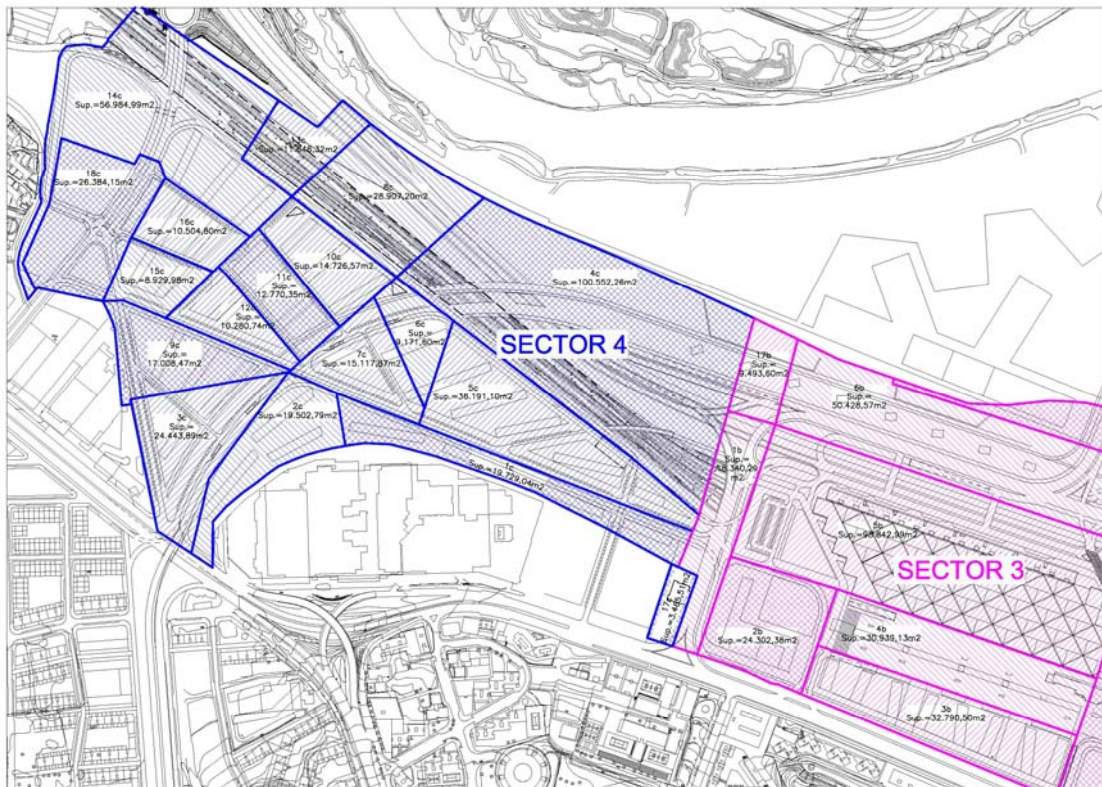 14c
Sup.=56.984,99m2
18c
Sup.=26.384,15m2
16c
Sup.=10.504,80m2
15c
Sup.=8.929,98m2
10c
Sup.=14.726,57m2
11c
Sup.=
12.770,35m2
Sup.=
10.280,74m2
9c
Sup.=
17.008,47m2
8c
Sup.=28.907,20m2
4c
Sup.=100.552,26m2
6c
Sup.=
9.171,60m2
7c
Sup.=15.117,87m2
5c
Sup.=36.191,10m2
SECTOR 4
3c
Sup.=
24.443,89m2
2c
Sup.=19.502,79m2
1c
Sup.=19.729,04m2
17c
17b
Sup.=
9.493,60m2
6b
Sup.=50.428,57m2
1b
Sup.=
m2
5b
SECTOR 3
2b
Sup.=24.302,38m2
4b
Sup.=30.939,13m2
3b
Sup.=32.790,50m2